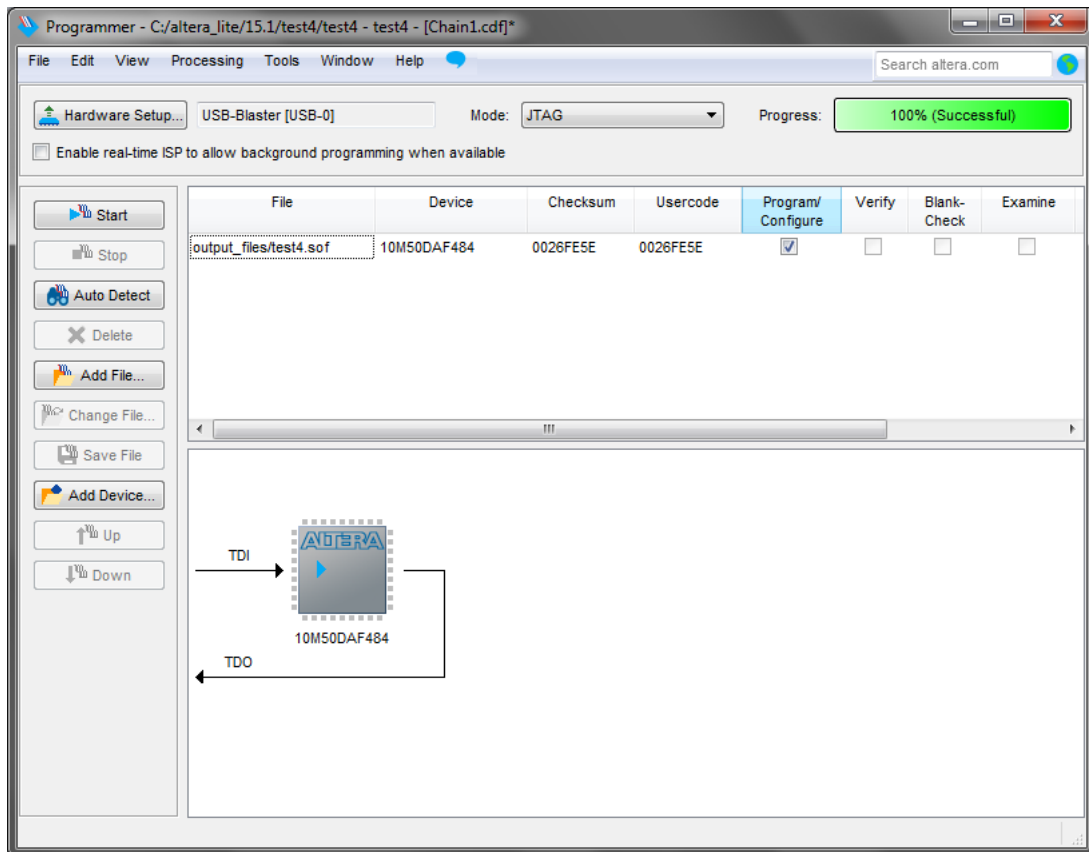 Programmer - C:/altera_lite/15.1/test4/test4 - test4 - [Chain1.cdf]*
File Edit View Processing Tools Window Help
Search altera.com
Hardware Setup... USB-Blaster [USB-0] Mode: JTAG Progress: 100% (Successful)
Enable real-time ISP to allow background programming when available
Start
Stop
Auto Detect
Delete
Add File...
Change File...
Save File
Add Device...
Up
Down
File Device Checksum Usercode Program/ Configure Verify Blank- Check Examine
output_files/test4.sof 10M50DAF484 0026FE5E 0026FE5E
TDI
ALTERA
10M50DAF484
TDO